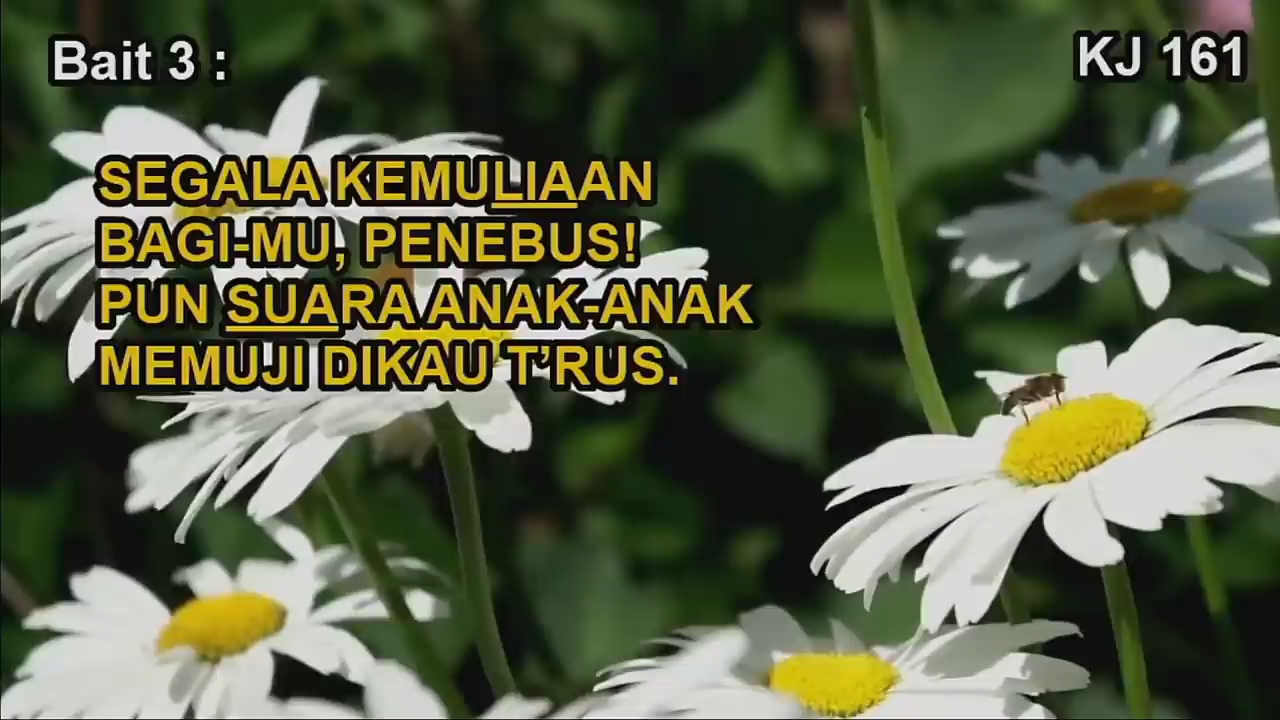 Bait 3 :
KJ 161
SEGALA KEMULIAAN
BAGI-MU, PENEBUS!
PUN SUARA ANAK-ANAK
MEMUJI DIKAU T’RUS.